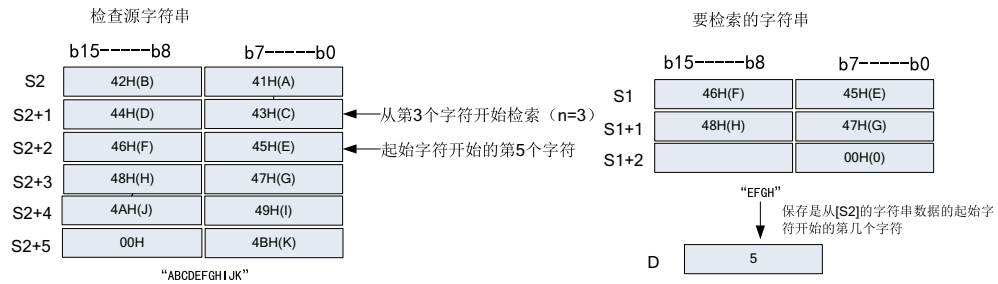 检查源字符串
b15-----b8 b7-----b0
S2 42H(B) 41H(A)
S2+1 44H(D) 43H(C) 从第3个字符开始检索（n=3）
S2+2 46H(F) 45H(E) 起始字符开始的第5个字符
S2+3 48H(H) 47H(G)
S2+4 4AH(J) 49H(I)
S2+5 00H 4BH(K)
“ABCDEFGHIJK”
要检索的字符串
b15-----b8 b7-----b0
S1 46H(F) 45H(E)
S1+1 48H(H) 47H(G)
S1+2 00H(0)
“EFGH”
保存是从[S2]的字符串数据的起始字
符开始的第几个字符
D 5